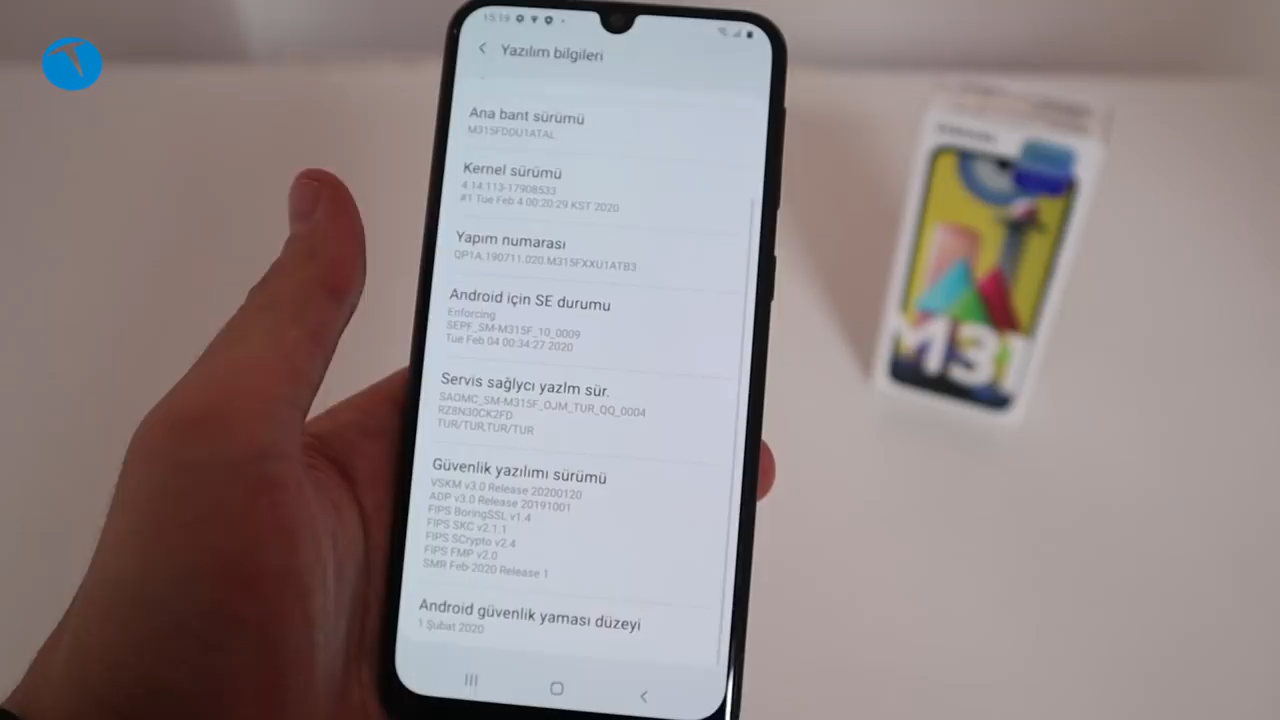 15:19
Yazılım bilgileri
Ana bant sürümü
M315FDDU1ATAL
Kernel sürümü
4.14.113-17908533
#1 Tue Feb 4 00:20:29 KST 2020
Yapım numarası
QP1A.190711.020.M315FXXU1ATB3
Android için SE durumu
Enforcing
SEPF_SM-M315F_10_0009
Tue Feb 04 00:34:27 2020
Servis sağlycı yazlm sür.
SAOMC_SM-M315F_OJM_TUR_QQ_0004
RZ8N30CK2FD
TUR/TUR,TUR/TUR
Güvenlik yazılımı sürümü
VSKM v3.0 Release 20200120
ADP v3.0 Release 20191001
FIPS BoringSSL v1.4
FIPS SKC v2.1.1
FIPS SCrypto v2.4
FIPS FMP v2.0
SMR Feb-2020 Release 1
Android güvenlik yaması düzeyi
1 Şubat 2020
M31